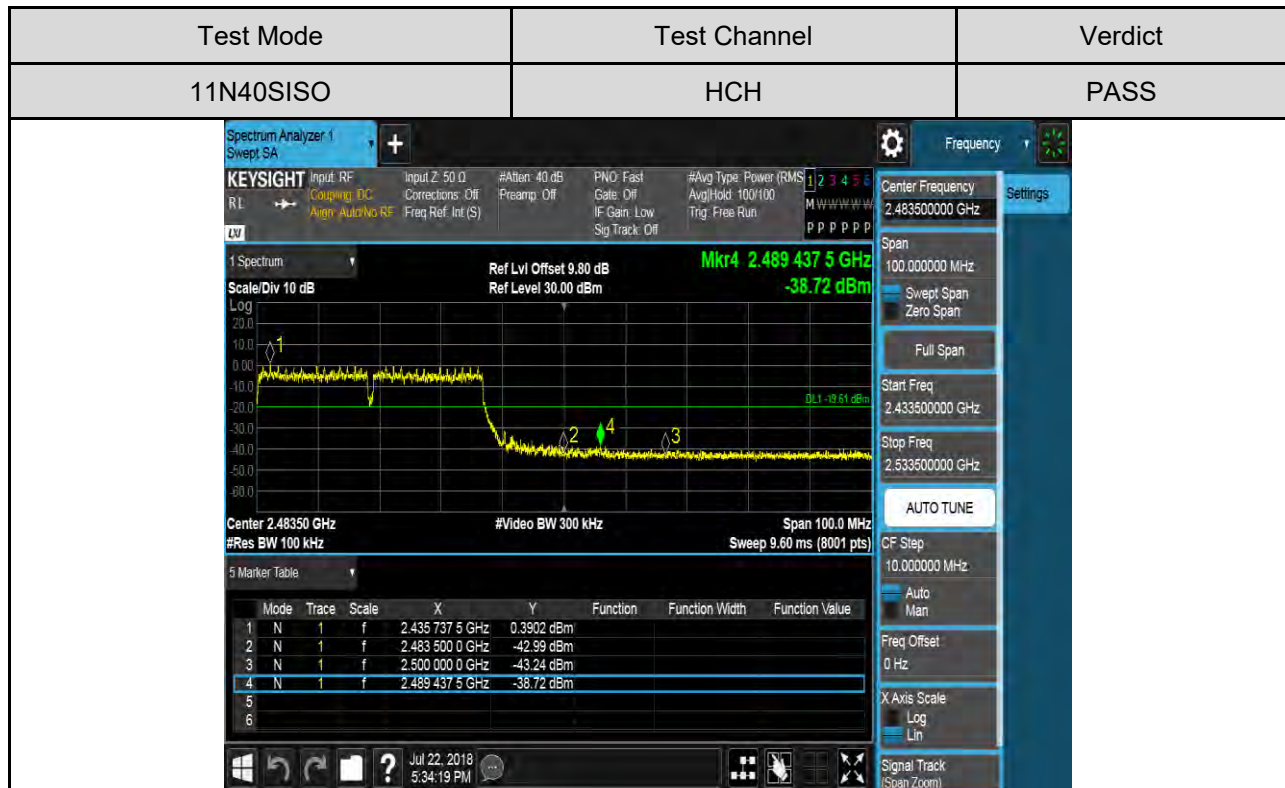 Test Mode Test Channel Verdict
11N40SISO HCH PASS
Spectrum Analyzer 1
Swept SA
+
Frequency
KEYSIGHT Input: RF Input Z: 50 Ω #Atten: 40 dB PNO: Fast #Avg Type: Power (RMS 1 2 3 4 5 6
RL Coupling: DC Corrections: Off Preamp: Off Gate: Off Avg|Hold: 100/100 M W W W W W
Align: Auto/No RF Freq Ref: Int (S) IF Gain: Low Trig: Free Run
LXI Sig Track: Off P P P P P P
Center Frequency
2.483500000 GHz
Settings
1 Spectrum
Scale/Div 10 dB
Ref Lvl Offset 9.80 dB
Ref Level 30.00 dBm
Mkr4 2.489 437 5 GHz
-38.72 dBm
Log
20.0
10.0
0.00
-10.0
-20.0
-30.0
-40.0
-50.0
-60.0
1
2
4
3
DL1 -19.61 dBm
Center 2.48350 GHz #Video BW 300 kHz Span 100.0 MHz
#Res BW 100 kHz Sweep 9.60 ms (8001 pts)
Span
100.000000 MHz
Swept Span
Zero Span
Full Span
Start Freq
2.433500000 GHz
Stop Freq
2.533500000 GHz
AUTO TUNE
CF Step
10.000000 MHz
Auto
Man
Freq Offset
0 Hz
X Axis Scale
Log
Lin
Signal Track
(Span Zoom)
5 Marker Table
Mode Trace Scale X Y Function Function Width Function Value
1 N 1 f 2.435 737 5 GHz 0.3902 dBm
2 N 1 f 2.483 500 0 GHz -42.99 dBm
3 N 1 f 2.500 000 0 GHz -43.24 dBm
4 N 1 f 2.489 437 5 GHz -38.72 dBm
5
6
?
Jul 22, 2018
5:34:19 PM